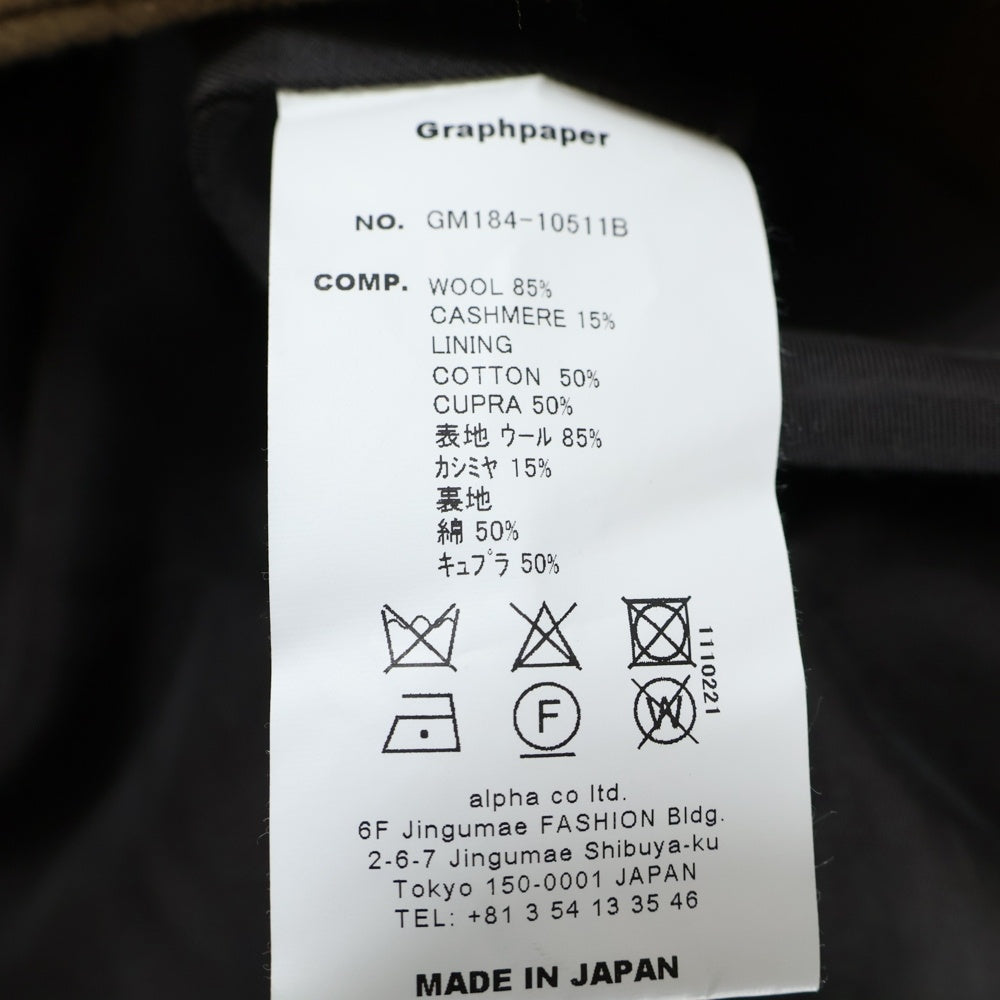 Graphpaper
NO. GM184-10511B
COMP. WOOL 85%
CASHMERE 15%
LINING
COTTON 50%
CUPRA 50%
表地 ウール 85%
カシミヤ 15%
裏地
綿 50%
キュプラ 50%
1110221
F
W
alpha co ltd.
6F Jingumae FASHION Bldg.
2-6-7 Jingumae Shibuya-ku
Tokyo 150-0001 JAPAN
TEL: +81 3 54 13 35 46
MADE IN JAPAN